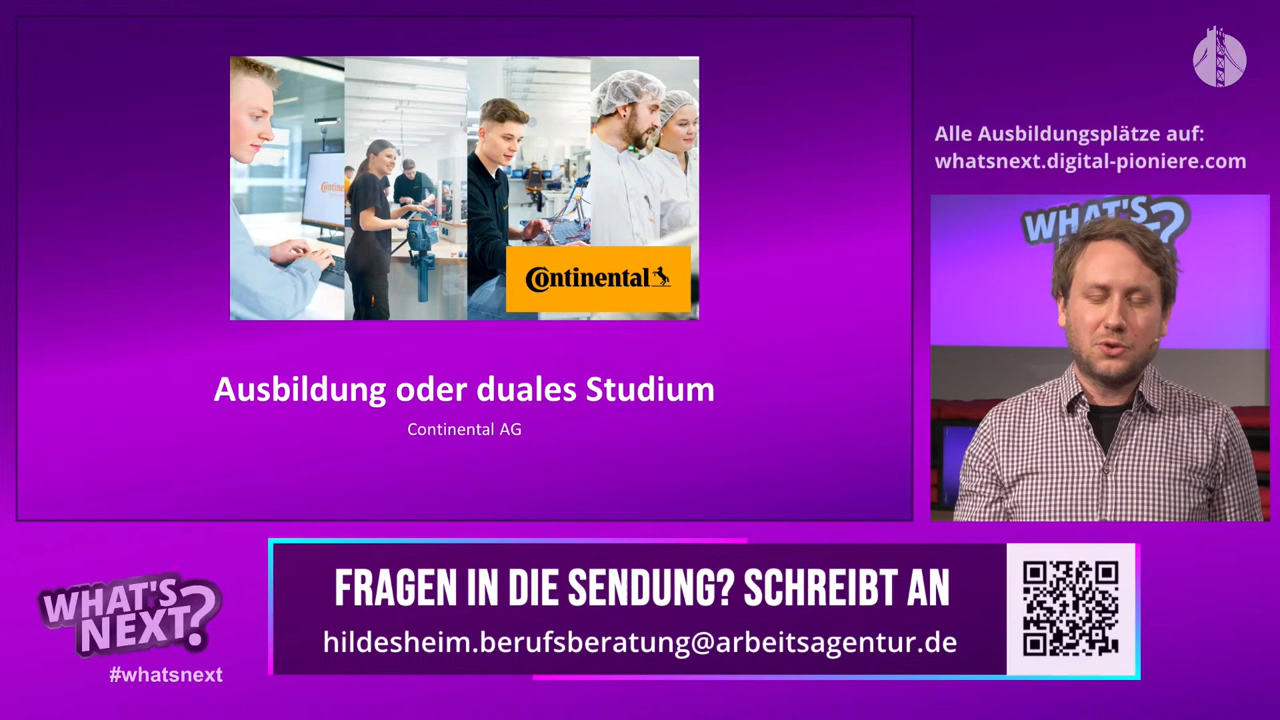 Continental
Ausbildung oder duales Studium
Continental AG
Alle Ausbildungsplätze auf:
whatsnext.digital-pioniere.com
WHAT'S
WHAT'S
NEXT?
#whatsnext
FRAGEN IN DIE SENDUNG? SCHREIBT AN
hildesheim.berufsberatung@arbeitsagentur.de